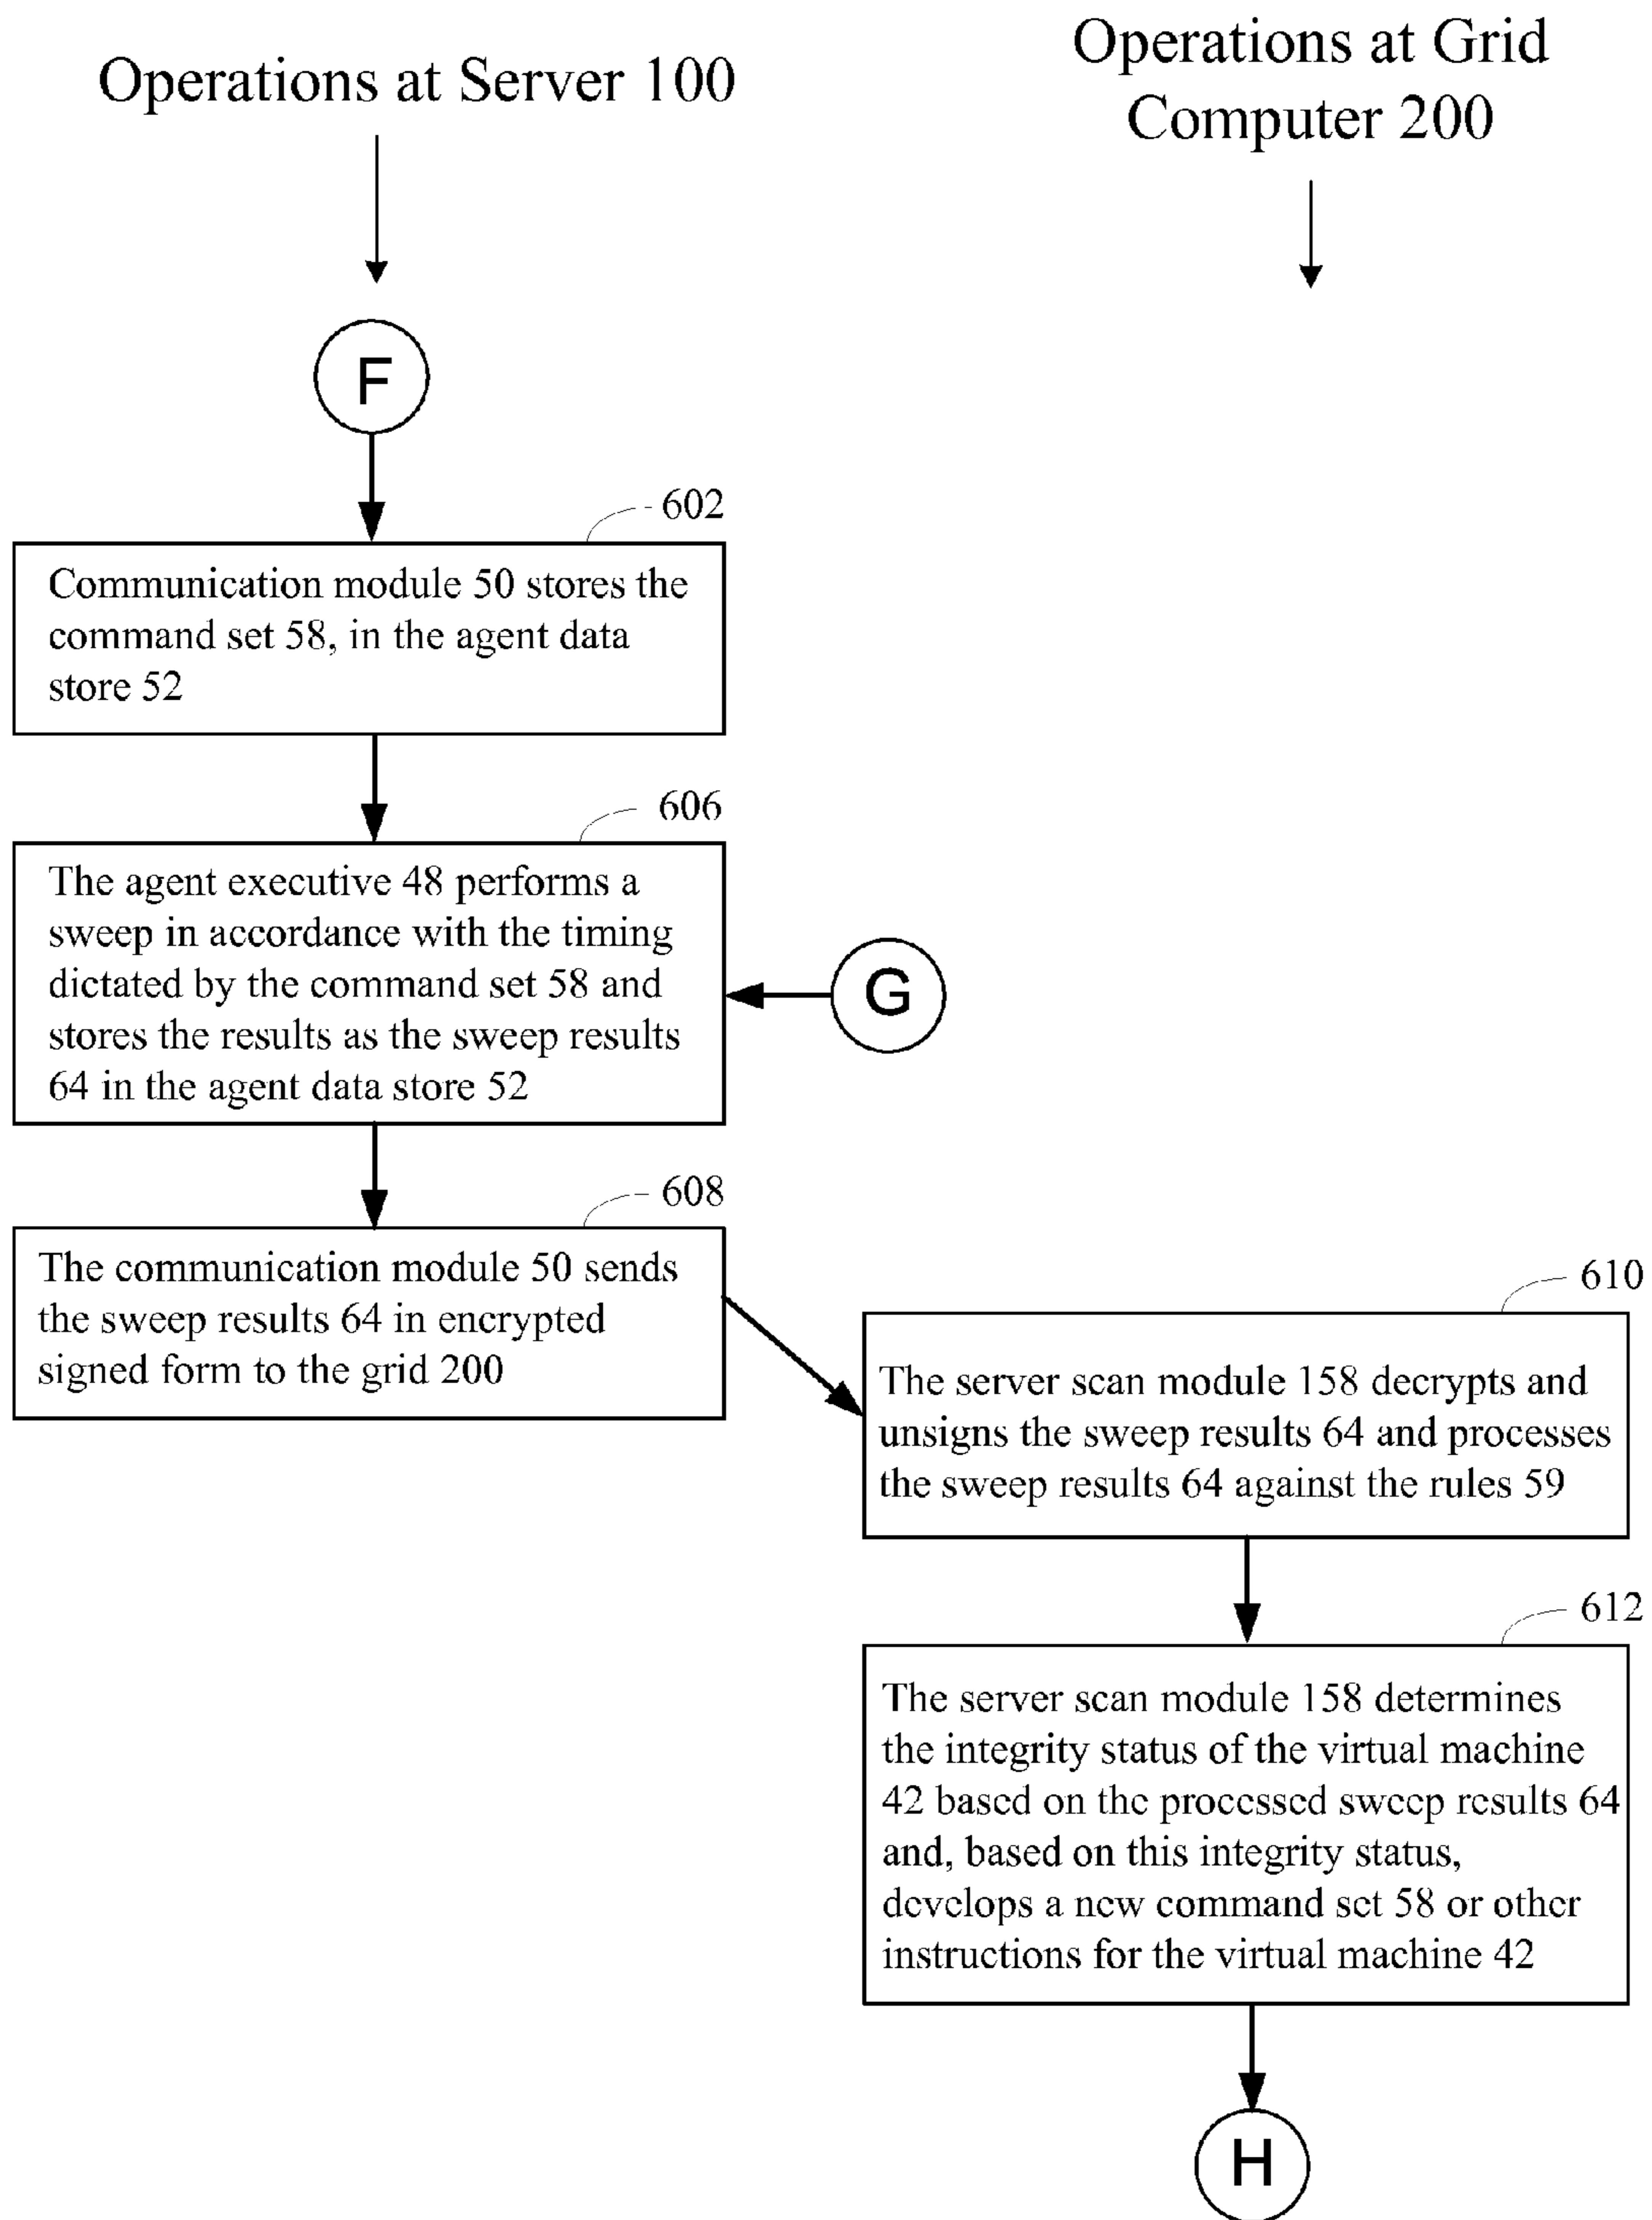 Operations at Server 100
Operations at Grid
Computer 200
F
602
Communication module 50 stores the
command set 58, in the agent data
store 52
606
The agent executive 48 performs a
sweep in accordance with the timing
dictated by the command set 58 and
stores the results as the sweep results
64 in the agent data store 52
G
608
The communication module 50 sends
the sweep results 64 in encrypted
signed form to the grid 200
610
The server scan module 158 decrypts and
unsigns the sweep results 64 and processes
the sweep results 64 against the rules 59
612
The server scan module 158 determines
the integrity status of the virtual machine
42 based on the processed sweep results 64
and, based on this integrity status,
develops a new command set 58 or other
instructions for the virtual machine 42
H